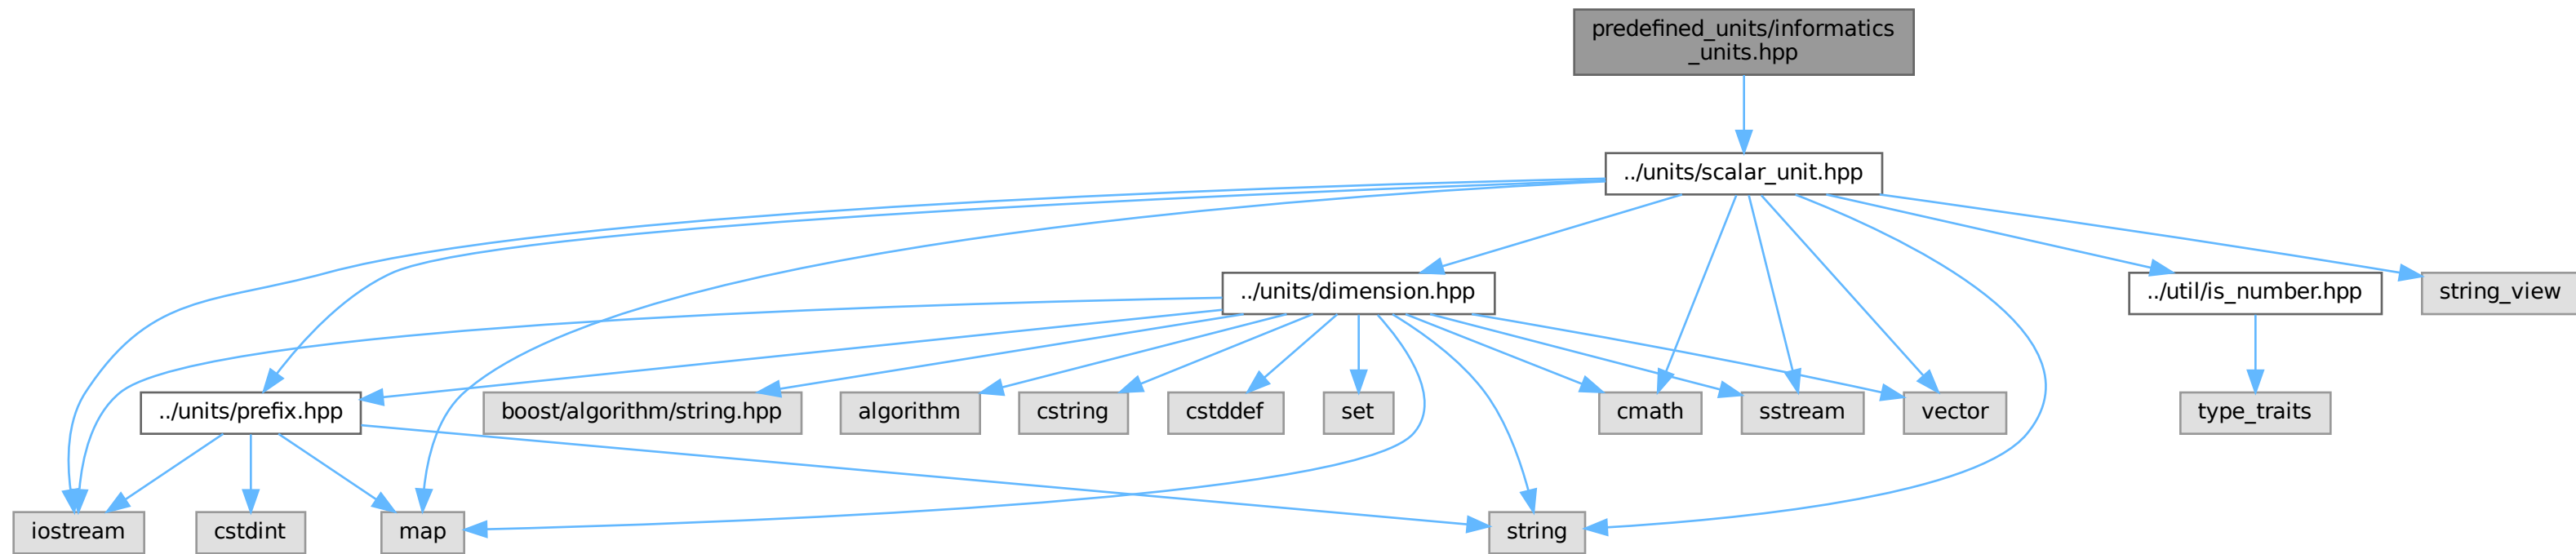 predefined_units/informatics
_units.hpp
../units/scalar_unit.hpp
../units/dimension.hpp
../util/is_number.hpp
string_view
../units/prefix.hpp
boost/algorithm/string.hpp
algorithm
cstring
cstddef
set
cmath
sstream
vector
type_traits
iostream
cstdint
map
string